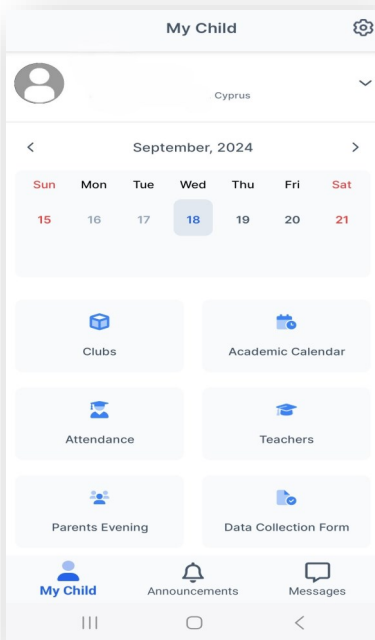 My Child
Cyprus
September, 2024
Sun Mon Tue Wed Thu Fri Sat
15 16 17 18 19 20 21
Clubs Academic Calendar
Attendance Teachers
Parents Evening Data Collection Form
My Child Announcements Messages